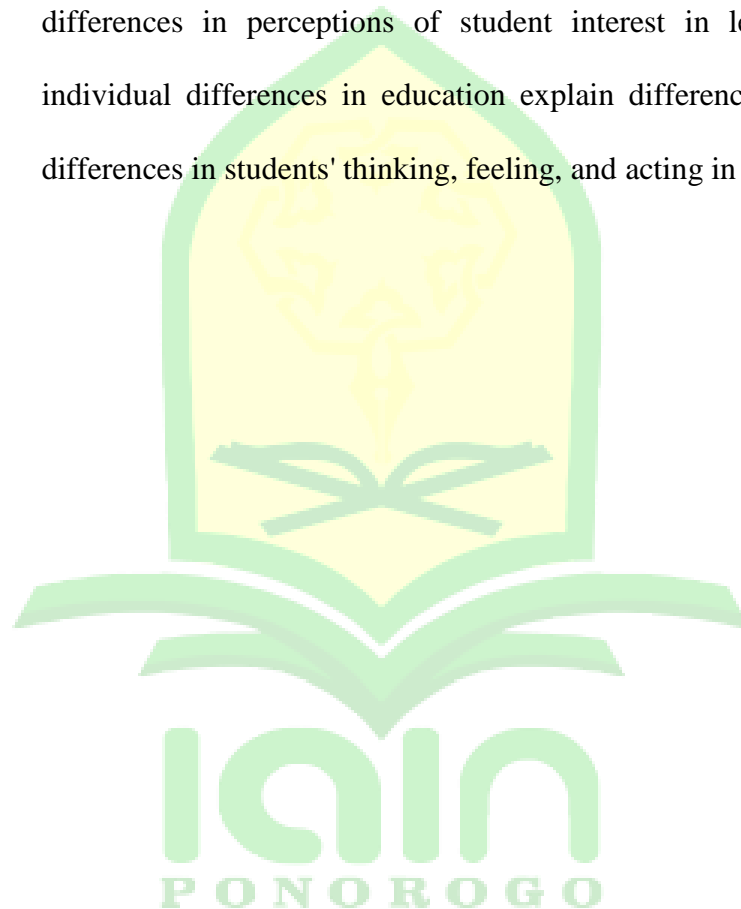 differences in perceptions of student interest in
individual differences in education explain
differences in students' thinking, feeling, and acting in
iain
PONOROGO